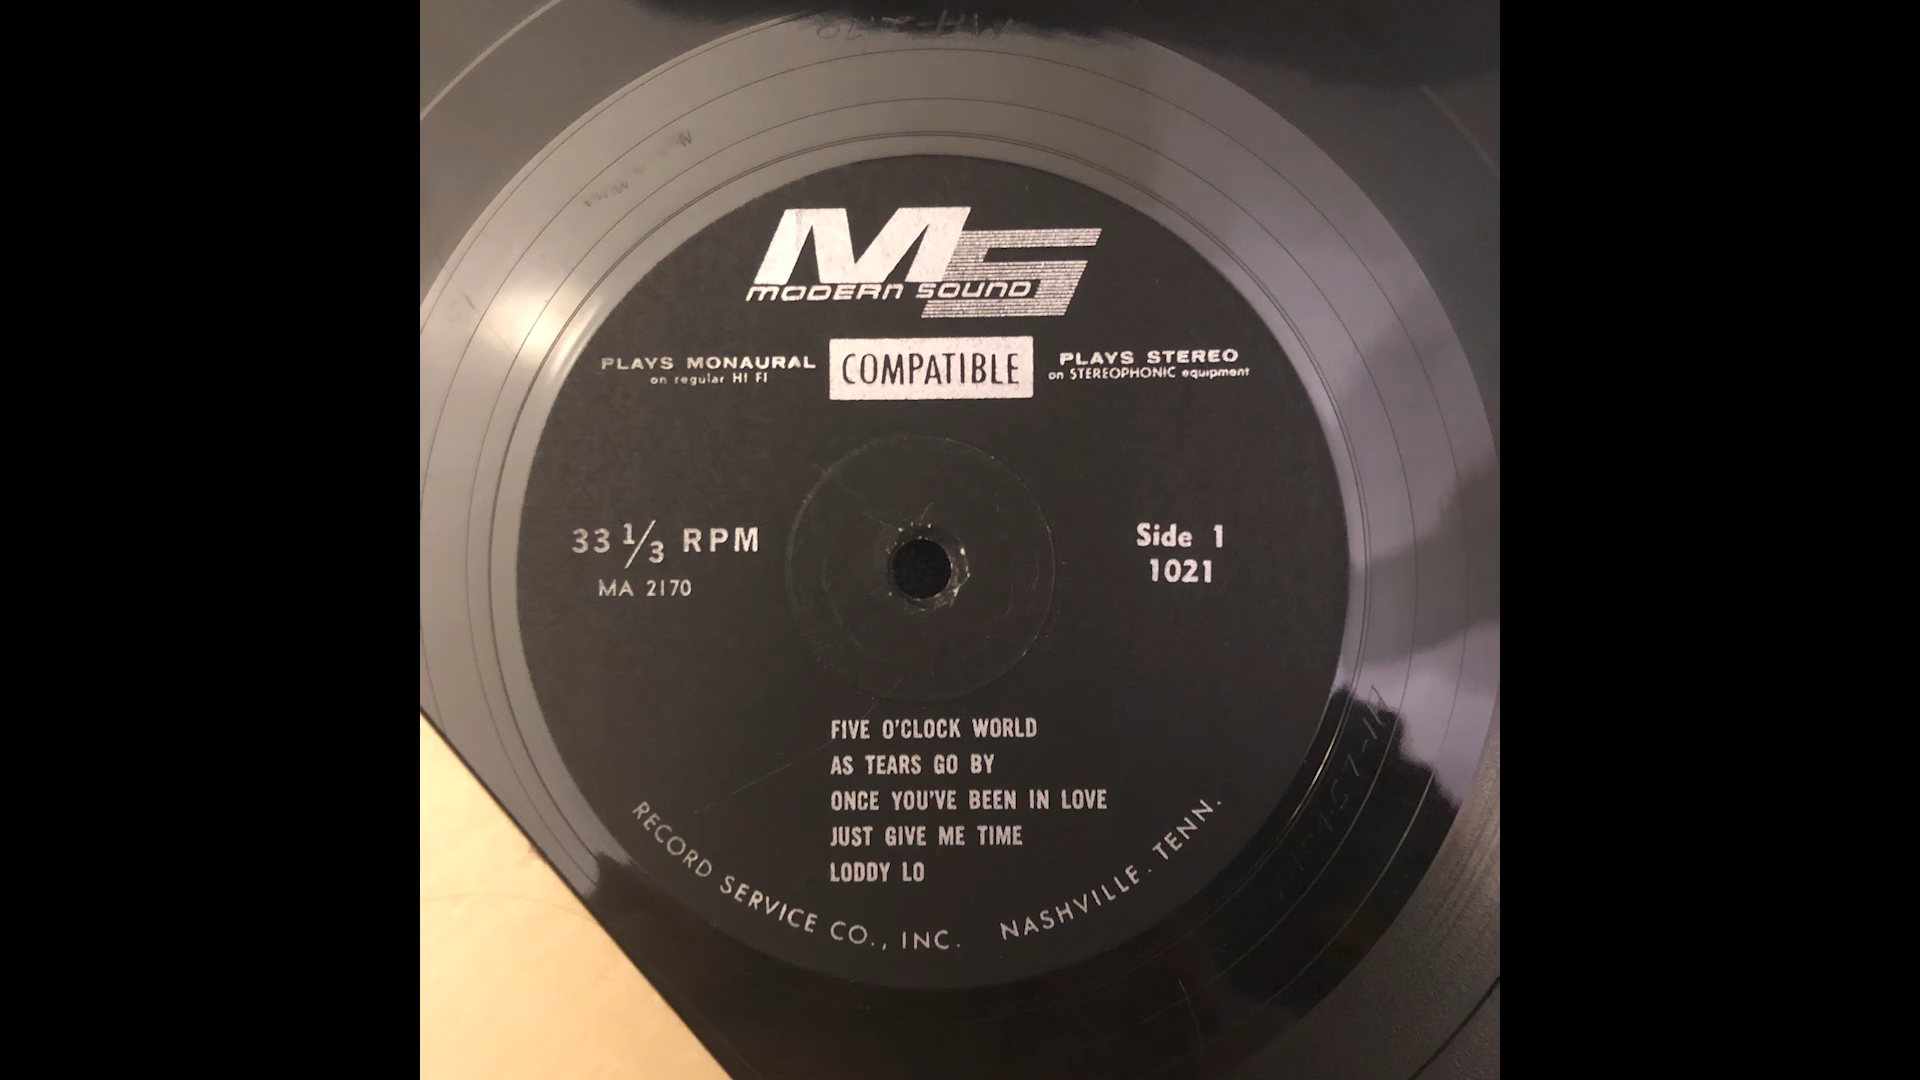 MS
MODERN SOUND
PLAYS MONAURAL
on regular HI FI
COMPATIBLE
PLAYS STEREO
on STEREOPHONIC equipment
33 1/3 RPM
MA 2170
Side 1
1021
FIVE O'CLOCK WORLD
AS TEARS GO BY
ONCE YOU'VE BEEN IN LOVE
JUST GIVE ME TIME
LODDY LO
RECORD SERVICE CO., INC. NASHVILLE. TENN.